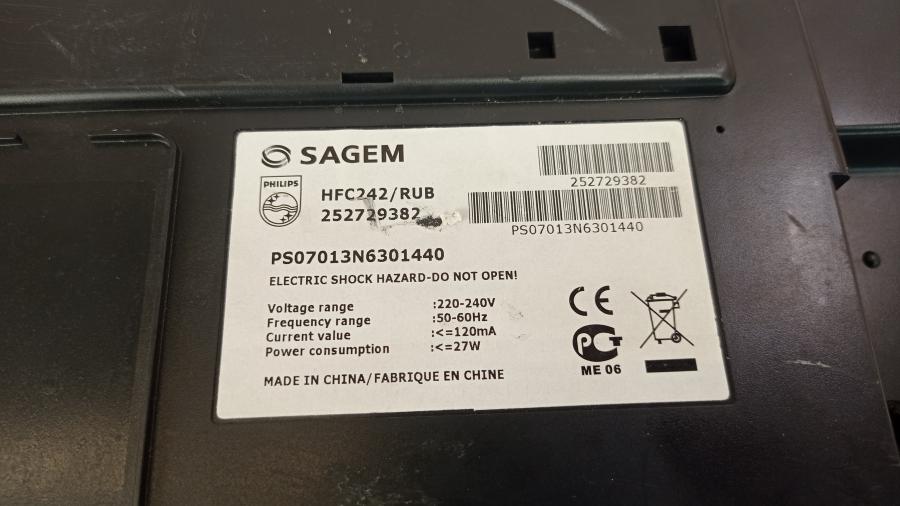 SAGEM
252729382
PHILIPS
HFC242/RUB
252729382
PS07013N6301440
PS07013N6301440
ELECTRIC SHOCK HAZARD-DO NOT OPEN!
Voltage range :220-240V
Frequency range :50-60Hz
Current value :<=120mA
Power consumption :<=27W
CE
РСТ
ME 06
MADE IN CHINA/FABRIQUE EN CHINE